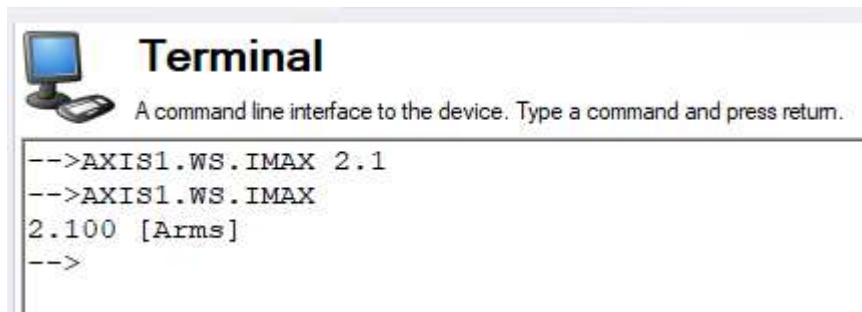 Terminal
A command line interface to the device. Type a command and press return.
-->AXIS1.WS.IMAX 2.1
-->AXIS1.WS.IMAX
2.100 [Arms]
-->